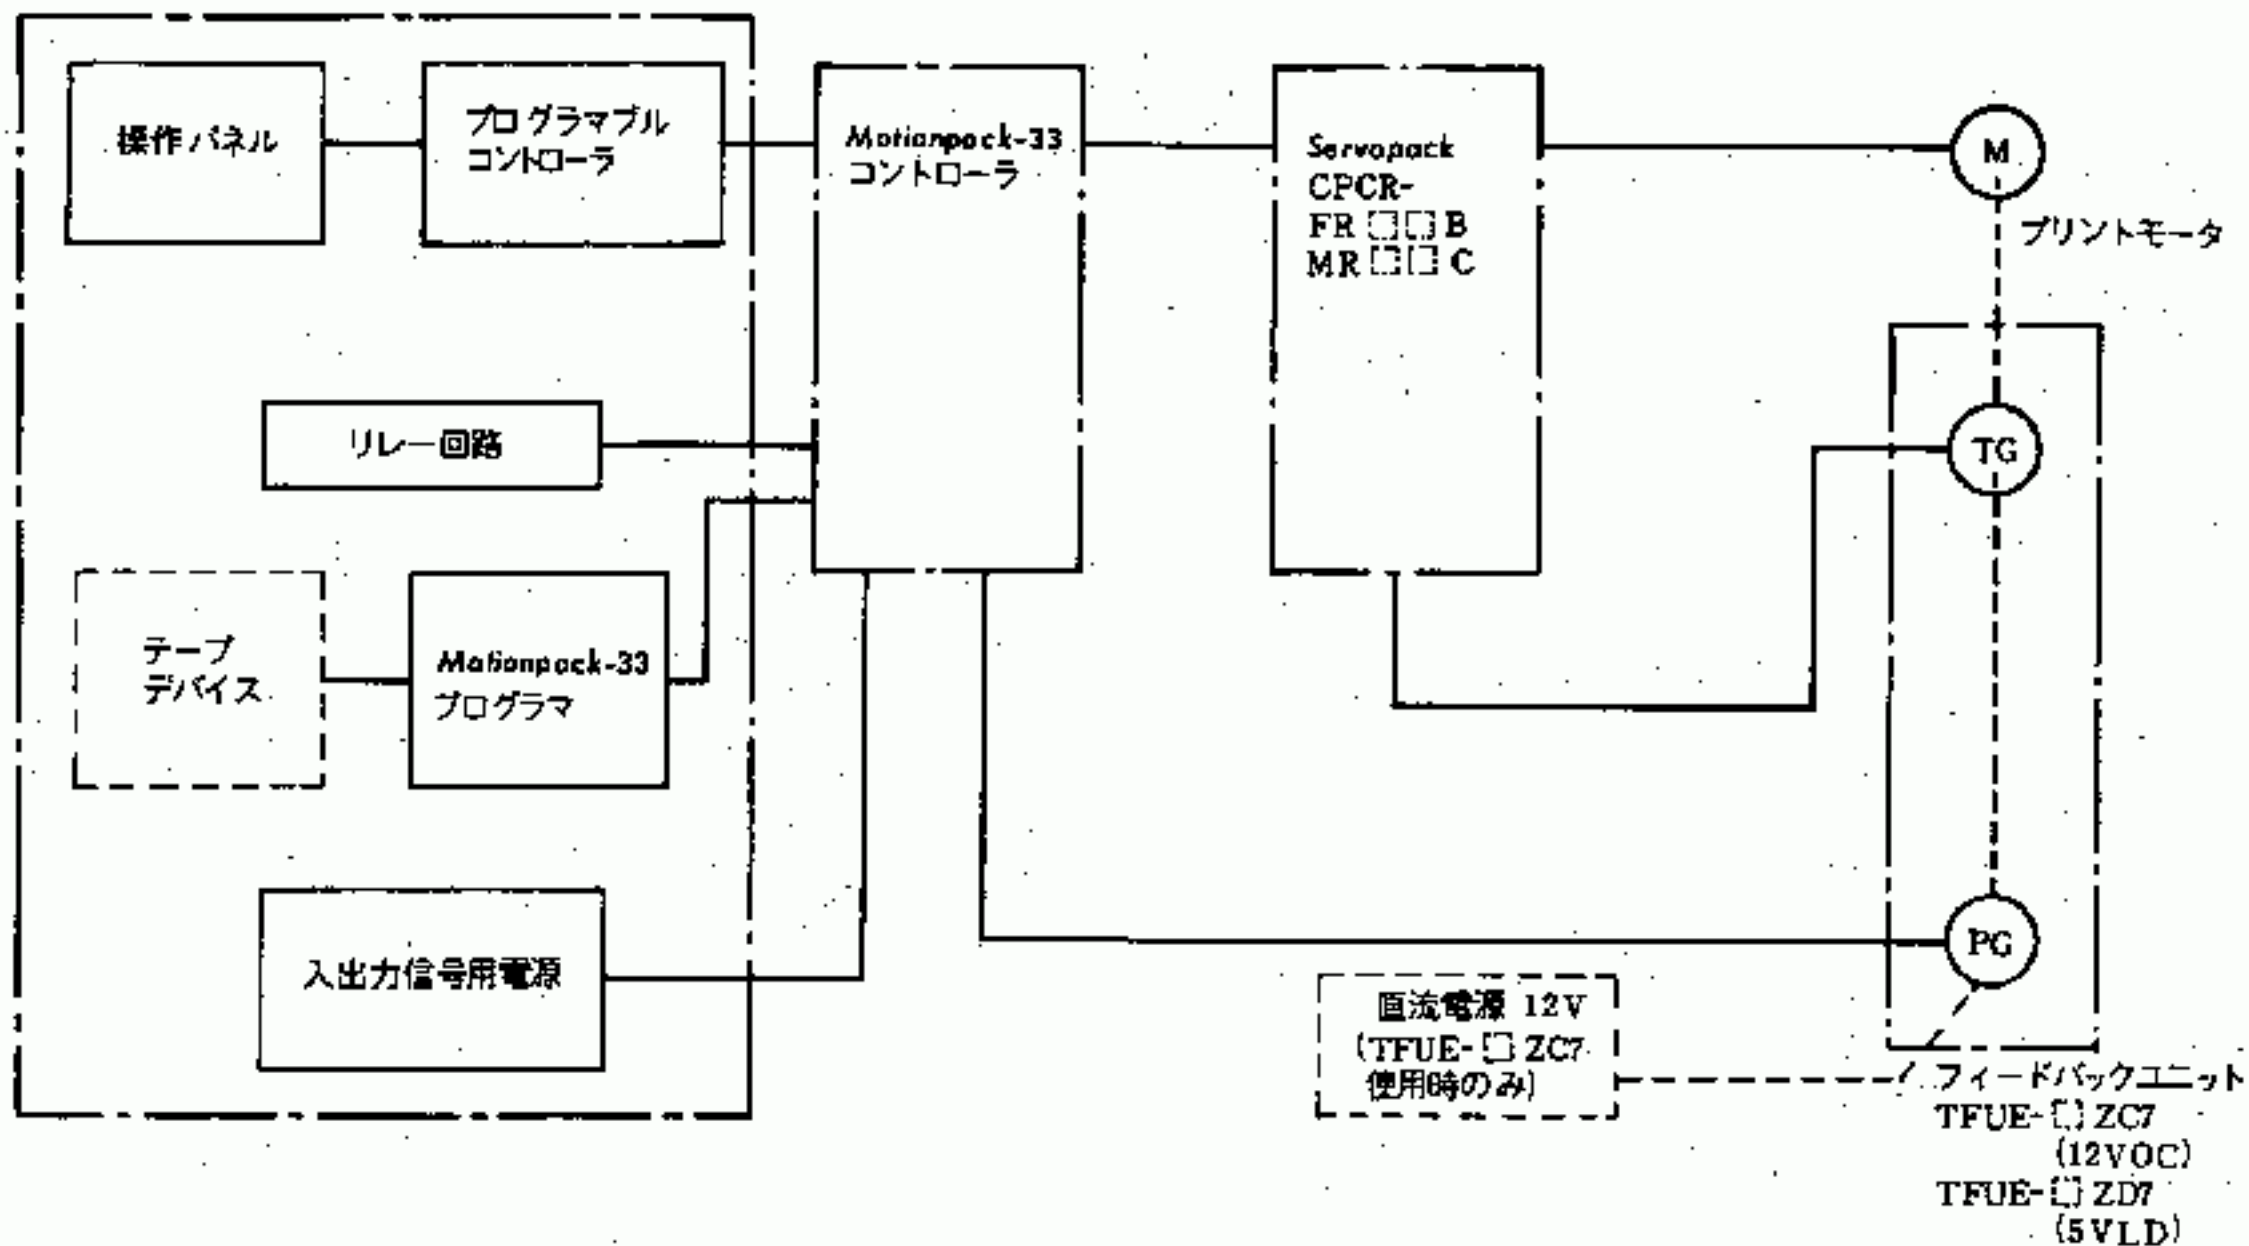 操作パネル
プログラマブル
コントローラ
Motionpack-33
コントローラ
Servopack
CPCR-
FR □□ B
MR □□ C
M
プリントモータ
リレー回路
TG
テープ
デバイス
Motionpack-33
プログラマ
入出力信号用電源
PG
直流電源 12V
(TFUE-□ZC7
使用時のみ)
フィードバックユニット
TFUE-□ZC7
(12VOC)
TFUE-□ZD7
(5VLD)